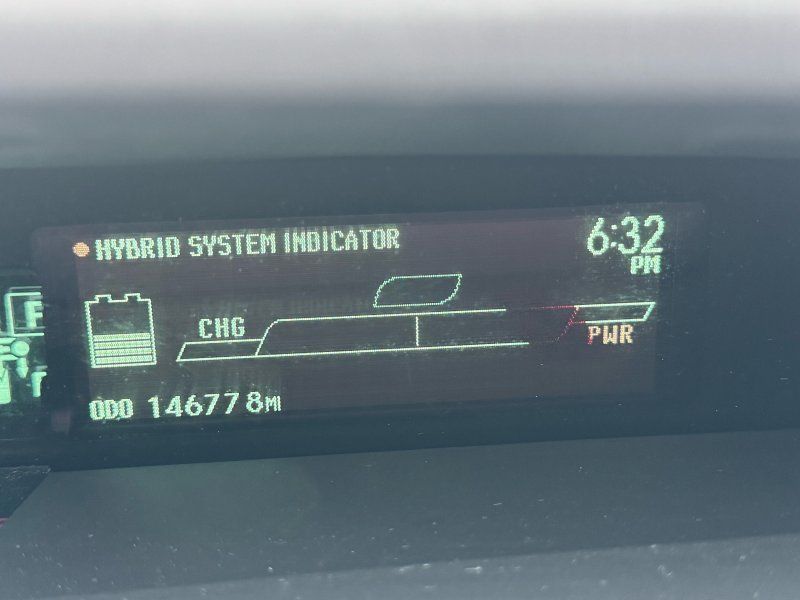 HYBRID SYSTEM INDICATOR
6:32
PM
CHG
PWR
ODO 146778MI